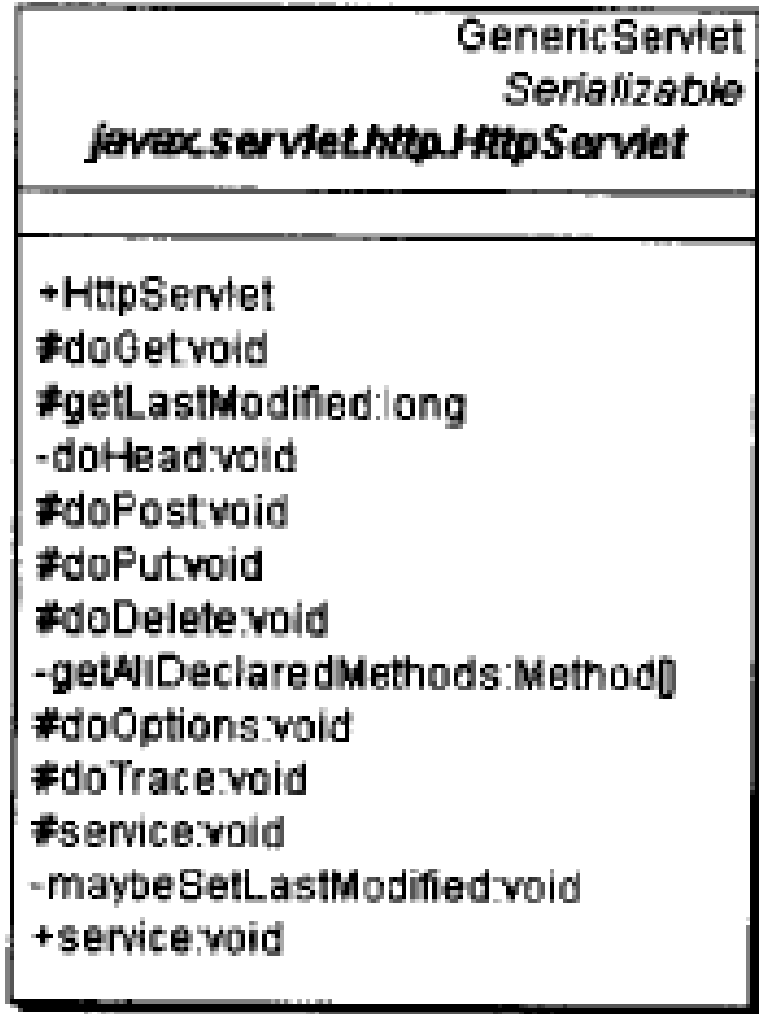 GenericServlet
Serializable
javax.servlet.http.HttpServlet
+HttpServlet
#doGet:void
#getLastModified:long
-doHead:void
#doPost:void
#doPut:void
#doDelete:void
-getAllDeclaredMethods:Method[]
#doOptions:void
#doTrace:void
#service:void
-maybeSetLastModified:void
+service:void